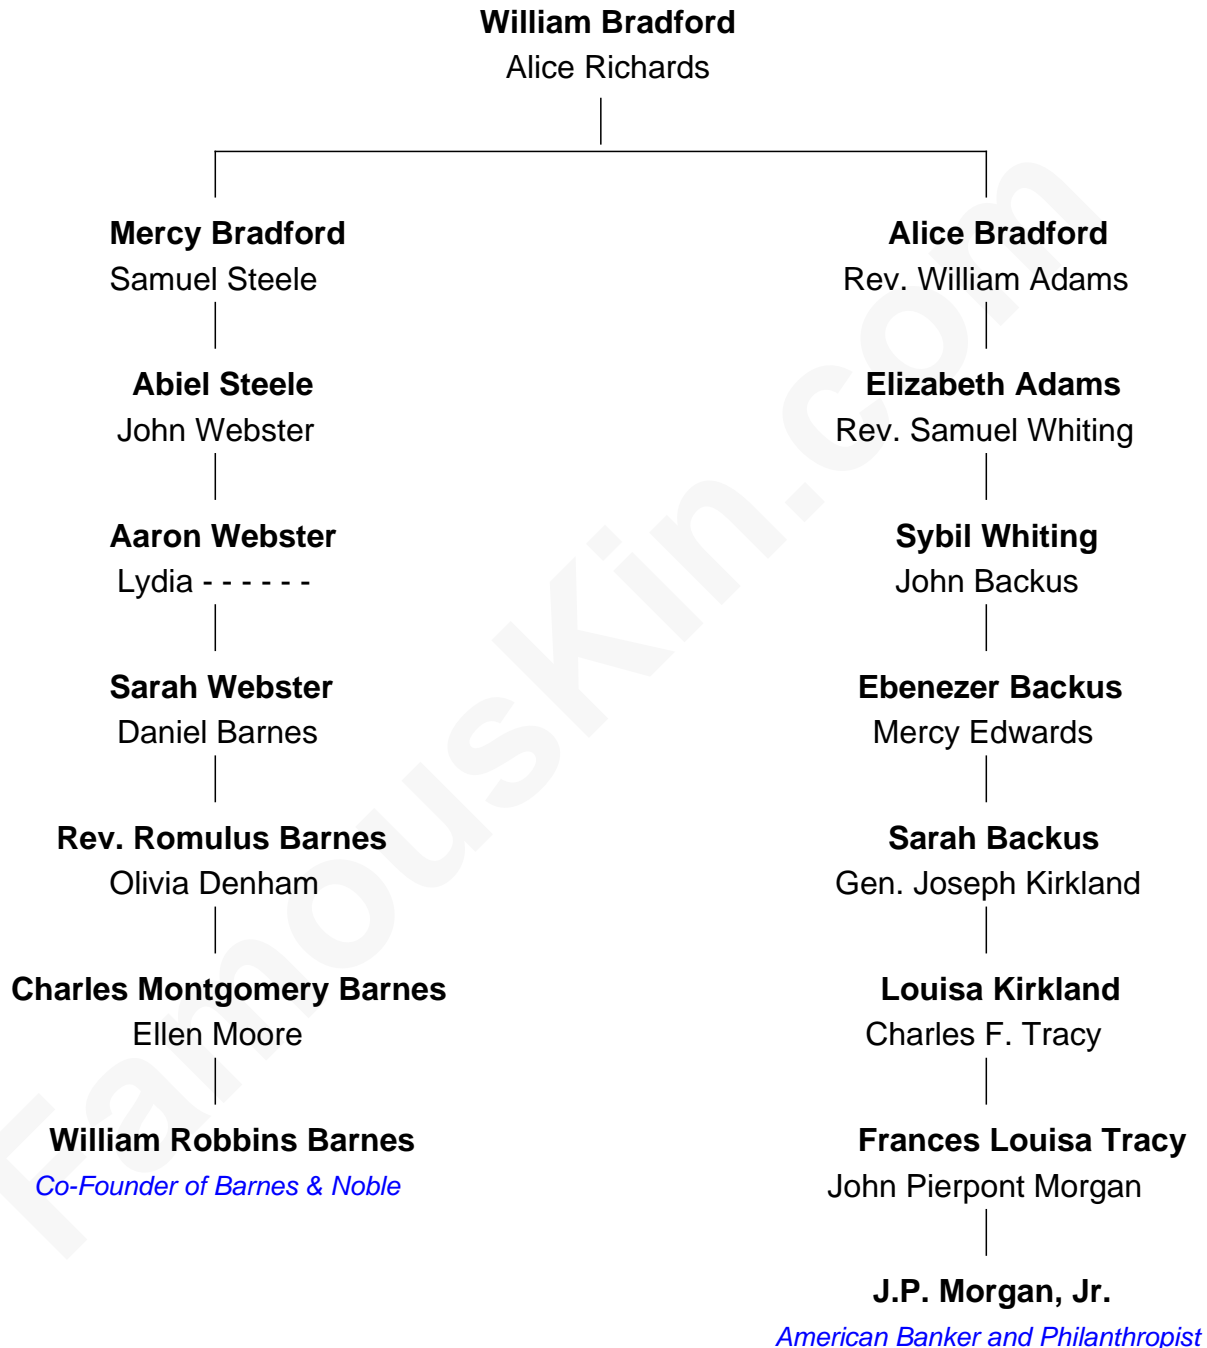 William Bradford
Alice Richards
Mercy Bradford
Samuel Steele
Alice Bradford
Rev. William Adams
Abiel Steele
John Webster
Elizabeth Adams
Rev. Samuel Whiting
Aaron Webster
Lydia - - - - - -
Sybil Whiting
John Backus
Sarah Webster
Daniel Barnes
Ebenezer Backus
Mercy Edwards
Rev. Romulus Barnes
Olivia Denham
Sarah Backus
Gen. Joseph Kirkland
Charles Montgomery Barnes
Ellen Moore
Louisa Kirkland
Charles F. Tracy
William Robbins Barnes
Co-Founder of Barnes & Noble
Frances Louisa Tracy
John Pierpont Morgan
J.P. Morgan, Jr.
American Banker and Philanthropist
FamousKin.com